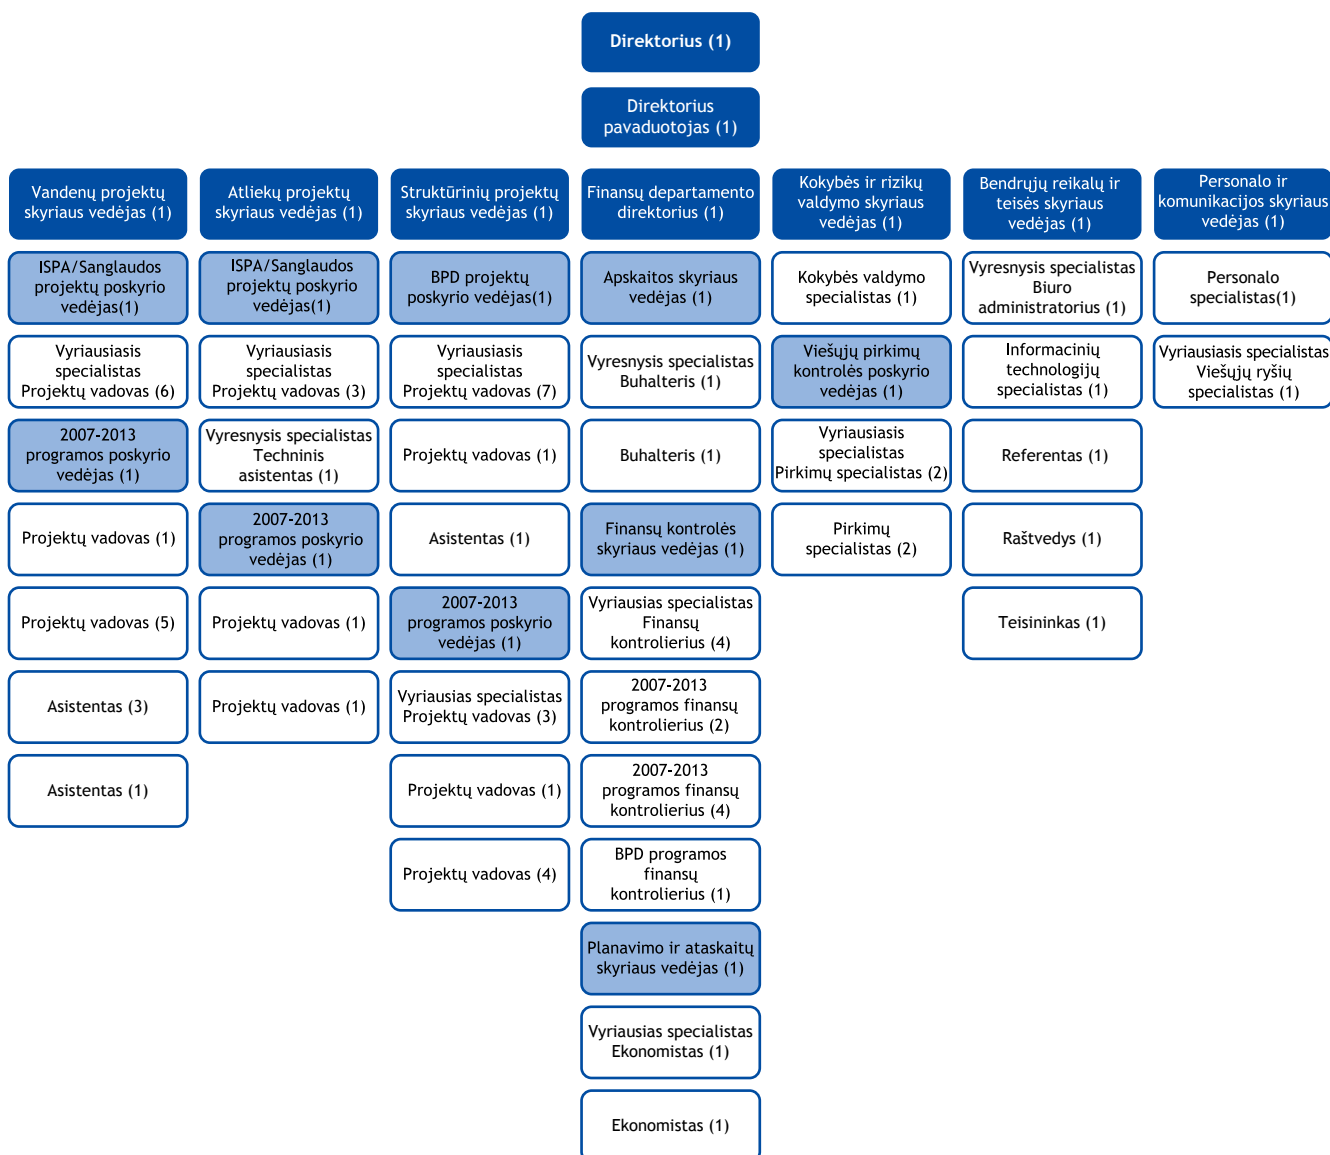 Direktorius (1)
Direktorius
pavaduotojas (1)
Vandenų projektų
skyriaus vedėjas (1)
ISPA/Sanglaudos
projektų poskyrio
vedėjas(1)
Vyriausiasis
specialistas
Projektų vadovas (6)
2007-2013
programos poskyrio
vedėjas (1)
Projektų vadovas (1)
Projektų vadovas (5)
Asistentas (3)
Asistentas (1)
Atliekų projektų
skyriaus vedėjas (1)
ISPA/Sanglaudos
projektų poskyrio
vedėjas(1)
Vyriausiasis
specialistas
Projektų vadovas (3)
Vyresnysis specialistas
Techninis
asistentas (1)
2007-2013
programos poskyrio
vedėjas (1)
Projektų vadovas (1)
Projektų vadovas (1)
Struktūrinių projektų
skyriaus vedėjas (1)
BPD projektų
poskyrio vedėjas(1)
Vyriausiasis
specialistas
Projektų vadovas (7)
Projektų vadovas (1)
Asistentas (1)
2007-2013
programos poskyrio
vedėjas (1)
Vyriausias specialistas
Projektų vadovas (3)
Projektų vadovas (1)
Projektų vadovas (4)
Finansų departamento
direktorius (1)
Apskaitos skyriaus
vedėjas (1)
Vyresnysis specialistas
Buhalteris (1)
Buhalteris (1)
Finansų kontrolės
skyriaus vedėjas (1)
Vyriausias specialistas
Finansų
kontrolierius (4)
2007-2013
programos finansų
kontrolierius (2)
2007-2013
programos finansų
kontrolierius (4)
BPD programos
finansų
kontrolierius (1)
Planavimo ir ataskaitų
skyriaus vedėjas (1)
Vyriausias specialistas
Ekonomistas (1)
Ekonomistas (1)
Kokybės ir rizikų
valdymo skyriaus
vedėjas (1)
Kokybės valdymo
specialistas (1)
Viešųjų pirkimų
kontrolės poskyrio
vedėjas (1)
Vyriausiasis
specialistas
Pirkimų specialistas (2)
Pirkimų
specialistas (2)
Bendrųjų reikalų ir
teisės skyriaus
vedėjas (1)
Vyresnysis specialistas
Biuro
administratorius (1)
Informacinių
technologijų
specialistas (1)
Referentas (1)
Raštvedys (1)
Teisininkas (1)
Personalo ir
komunikacijos skyriaus
vedėjas (1)
Personalo
specialistas(1)
Vyriausiasis specialistas
Viešųjų ryšių
specialistas (1)